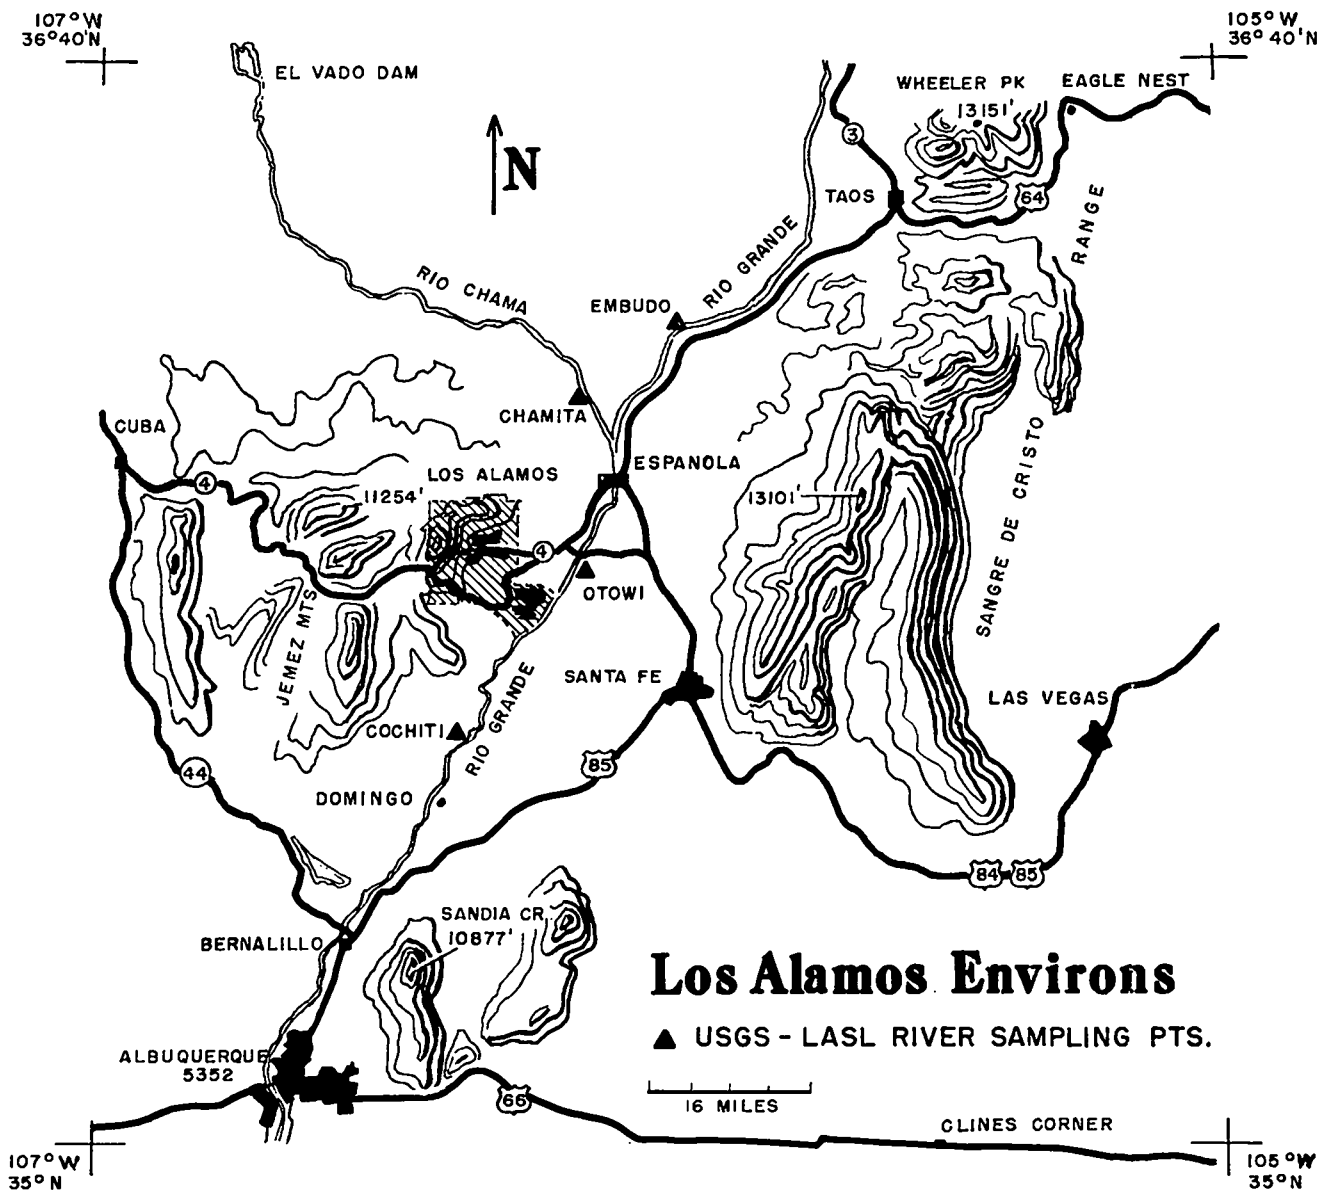 107°W
36°40'N
105°W
36°40'N
EL VADO DAM
WHEELER PK
13151'
EAGLE NEST
N
3
TAOS
64
RANGE
RIO GRANDE
RIO CHAMA
EMBUDO
CHAMITA
CUBA
ESPANOLA
LOS ALAMOS
4
11254'
13101'
SANGRE DE CRISTO
4
OTOWI
JEMEZ MTS
SANTA FE
LAS VEGAS
COCHITI
RIO GRANDE
44
85
DOMINGO
84
85
SANDIA CR.
10877'
BERNALILLO
Los Alamos Environs
▲ USGS - LASL RIVER SAMPLING PTS.
ALBUQUERQUE
5352
66
16 MILES
CLINES CORNER
107°W
35°N
105°W
35°N